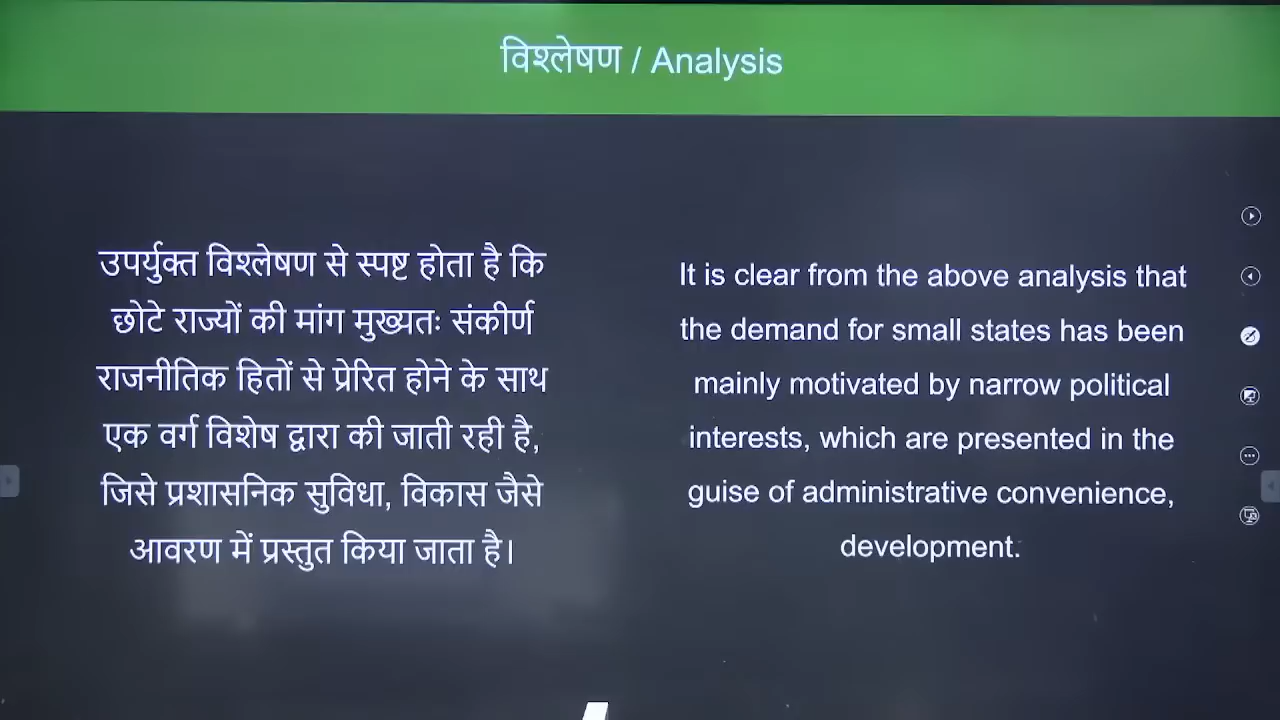 विश्लेषण / Analysis
उपर्युक्त विश्लेषण से स्पष्ट होता है कि
छोटे राज्यों की मांग मुख्यतः संकीर्ण
राजनीतिक हितों से प्रेरित होने के साथ
एक वर्ग विशेष द्वारा की जाती रही है,
जिसे प्रशासनिक सुविधा, विकास जैसे
आवरण में प्रस्तुत किया जाता है।
It is clear from the above analysis that
the demand for small states has been
mainly motivated by narrow political
interests, which are presented in the
guise of administrative convenience,
development.